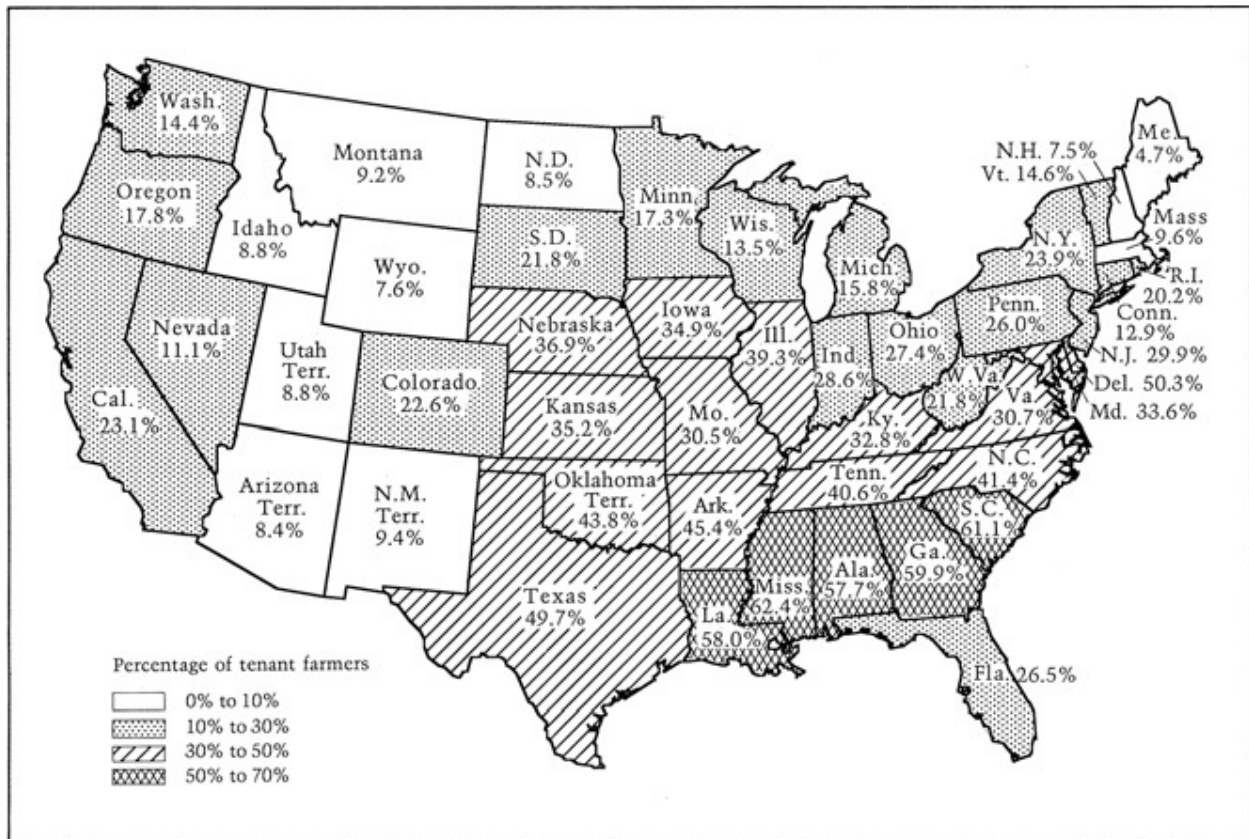 Wash.
14.4%
Oregon
17.8%
Cal.
23.1%
Nevada
11.1%
Idaho
8.8%
Montana
9.2%
Wyo.
7.6%
Utah
Terr.
8.8%
Colorado
22.6%
Arizona
Terr.
8.4%
N.M.
Terr.
9.4%
N.D.
8.5%
S.D.
21.8%
Nebraska
36.9%
Kansas
35.2%
Oklahoma
Terr.
43.8%
Texas
49.7%
Minn.
17.3%
Iowa
34.9%
Mo.
30.5%
Ark.
45.4%
La.
58.0%
Wis.
13.5%
Ill.
39.3%
Mich.
15.8%
Ind.
28.6%
Ohio
27.4%
Ky.
32.8%
Tenn.
40.6%
Miss.
62.4%
Ala.
57.7%
Ga.
59.9%
Fla. 26.5%
S.C.
61.1%
N.C.
41.4%
Va.
30.7%
W.Va.
21.8%
Penn.
26.0%
N.Y.
23.9%
N.H. 7.5%
Vt. 14.6%
Me.
4.7%
Mass
9.6%
R.I.
20.2%
Conn.
12.9%
N.J. 29.9%
Del. 50.3%
Md. 33.6%
Percentage of tenant farmers
0% to 10%
10% to 30%
30% to 50%
50% to 70%